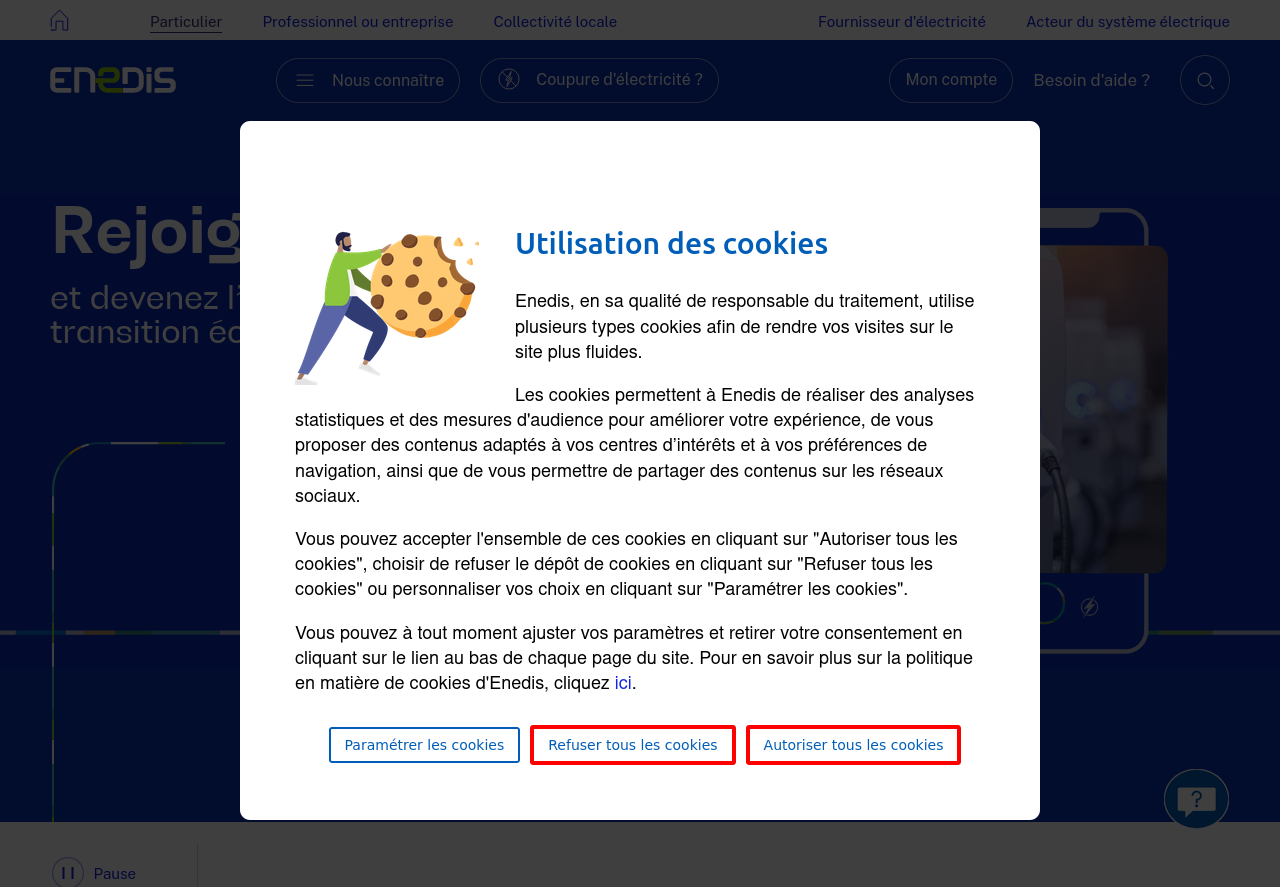 Particulier
Professionnel ou entreprise
Collectivité locale
Fournisseur d'électricité
Acteur du système électrique
ENEDIS
Nous connaître
Coupure d'électricité ?
Mon compte
Besoin d'aide ?
Rejoig
et devenez l'
transition éc
Utilisation des cookies
Enedis, en sa qualité de responsable du traitement, utilise
plusieurs types cookies afin de rendre vos visites sur le
site plus fluides.
Les cookies permettent à Enedis de réaliser des analyses
statistiques et des mesures d'audience pour améliorer votre expérience, de vous
proposer des contenus adaptés à vos centres d’intérêts et à vos préférences de
navigation, ainsi que de vous permettre de partager des contenus sur les réseaux
sociaux.
Vous pouvez accepter l'ensemble de ces cookies en cliquant sur "Autoriser tous les
cookies", choisir de refuser le dépôt de cookies en cliquant sur "Refuser tous les
cookies" ou personnaliser vos choix en cliquant sur "Paramétrer les cookies".
Vous pouvez à tout moment ajuster vos paramètres et retirer votre consentement en
cliquant sur le lien au bas de chaque page du site. Pour en savoir plus sur la politique
en matière de cookies d'Enedis, cliquez ici.
Paramétrer les cookies
Refuser tous les cookies
Autoriser tous les cookies
?
Pause